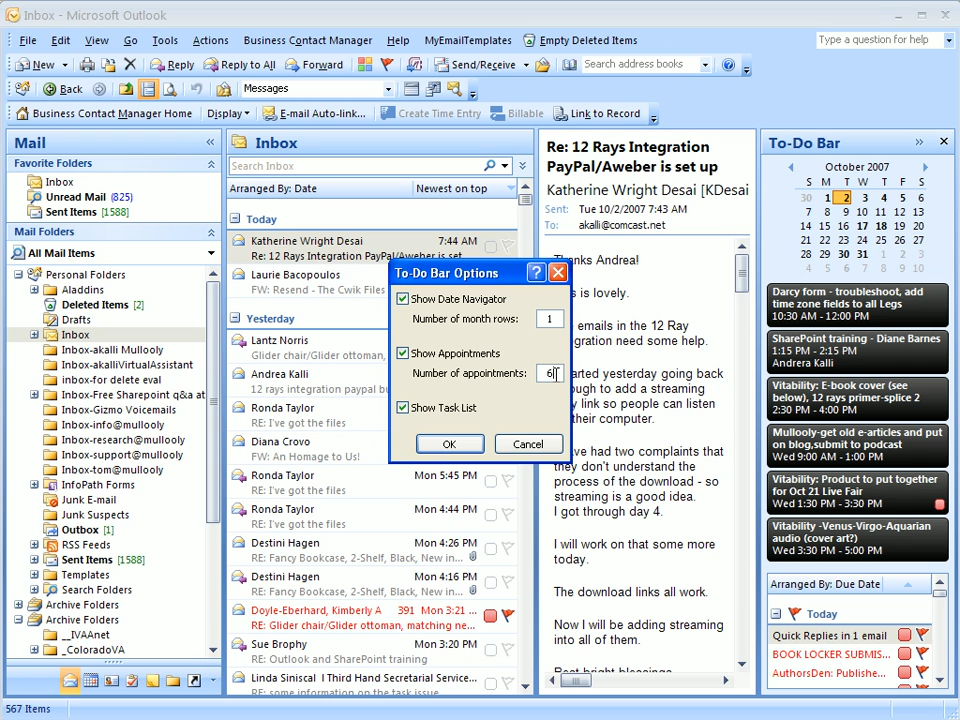 Inbox - Microsoft Outlook
File Edit View Go Tools Actions Business Contact Manager Help MyEmailTemplates Empty Deleted Items
Type a question for help
New Reply Reply to All Forward Send/Receive Search address books
Back Messages
Business Contact Manager Home Display E-mail Auto-link... Create Time Entry Billable Link to Record
Mail
Favorite Folders
Inbox
Unread Mail (825)
Sent Items [1588]
Mail Folders
All Mail Items
Personal Folders
Aladdins
Deleted Items [2]
Drafts
Inbox
Inbox-akalli Mullooly
Inbox-akalliVirtualAssistant
inbox-for delete eval
Inbox-Free Sharepoint q&a at
Inbox-Gizmo Voicemails
Inbox-info@mullooly
Inbox-research@mullooly
Inbox-support@mullooly
Inbox-tom@mullooly
InfoPath Forms
Junk E-mail
Junk Suspects
Outbox [1]
RSS Feeds
Sent Items [1588]
Templates
Search Folders
Archive Folders
Archive Folders
__IVAAnet
_ColoradoVA
567 Items
Inbox
Search Inbox
Arranged By: Date Newest on top
Today
Katherine Wright Desai 7:44 AM
Re: 12 Rays Integration PayPal/Aweber is set up
Laurie Bacopoulos
FW: Resend - The Cwik Files
Yesterday
Lantz Norris
Glider chair/Glider ottoman,
Andrea Kalli
12 rays integration paypal bu
Ronda Taylor
RE: I've got the files
Diana Crovo
FW: An Homage to Us!
Ronda Taylor Mon 5:45 PM
RE: I've got the files
Ronda Taylor Mon 4:44 PM
RE: I've got the files
Destini Hagen Mon 4:26 PM
RE: Fancy Bookcase, 2-Shelf, Black, New in...
Destini Hagen Mon 4:16 PM
RE: Fancy Bookcase, 2-Shelf, Black, New in...
Doyle-Eberhard, Kimberly A 391 Mon 3:21 ...
RE: Glider chair/Glider ottoman, matching ne...
Sue Brophy Mon 3:20 PM
RE: Outlook and SharePoint training
Linda Siniscal I Third Hand Secretarial Service...
RE: some information on the task issue
To-Do Bar Options
Show Date Navigator
Number of month rows: 1
Show Appointments
Number of appointments: 6
Show Task List
OK Cancel
Re: 12 Rays Integration
PayPal/Aweber is set up
Katherine Wright Desai [KDesai
Sent: Tue 10/2/2007 7:43 AM
To: akalli@comcast.net
Thanks Andrea!
is lovely.
emails in the 12 Ray
need some help.
yesterday going back
to add a streaming
link so people can listen
their computer.
have had two complaints that
they don't understand the
process of the download - so
streaming is a good idea.
I got through day 4.
I will work on that some more
today.
The download links all work.
Now I will be adding streaming
into all of them.
Rest bright blessings
To-Do Bar
October 2007
S M T W T F S
30 1 2 3 4 5 6
7 8 9 10 11 12 13
14 15 16 17 18 19 20
21 22 23 24 25 26 27
28 29 30 31 1 2 3
4 5 6 7 8 9 10
Darcy form - troubleshoot, add
time zone fields to all Legs
10:30 AM - 12:00 PM
SharePoint training - Diane Barnes
1:15 PM - 2:15 PM
Andrera Kalli
Vitability: E-book cover (see
below), 12 rays primer-splice 2
2:30 PM - 4:00 PM
Mullooly-get old e-articles and put
on blog,submit to podcast
Wed 9:00 AM - 1:00 PM
Vitability: Product to put together
for Oct 21 Live Fair
Wed 1:30 PM - 3:30 PM
Vitability -Venus-Virgo-Aquarian
audio (cover art?)
Wed 3:30 PM - 5:00 PM
Arranged By: Due Date
Today
Quick Replies in 1 email
BOOK LOCKER SUBMIS...
AuthorsDen: Publishe...